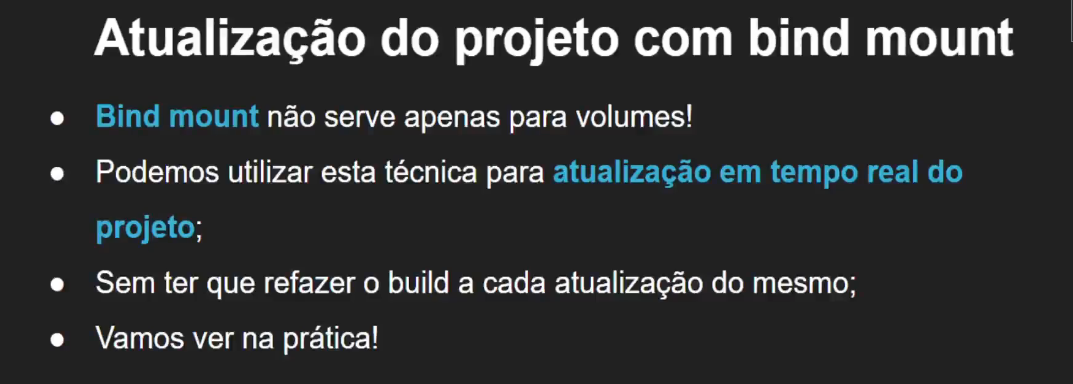 Atualização do projeto com bind mount
● Bind mount não serve apenas para volumes!
● Podemos utilizar esta técnica para atualização em tempo real do
projeto;
● Sem ter que refazer o build a cada atualização do mesmo;
● Vamos ver na prática!